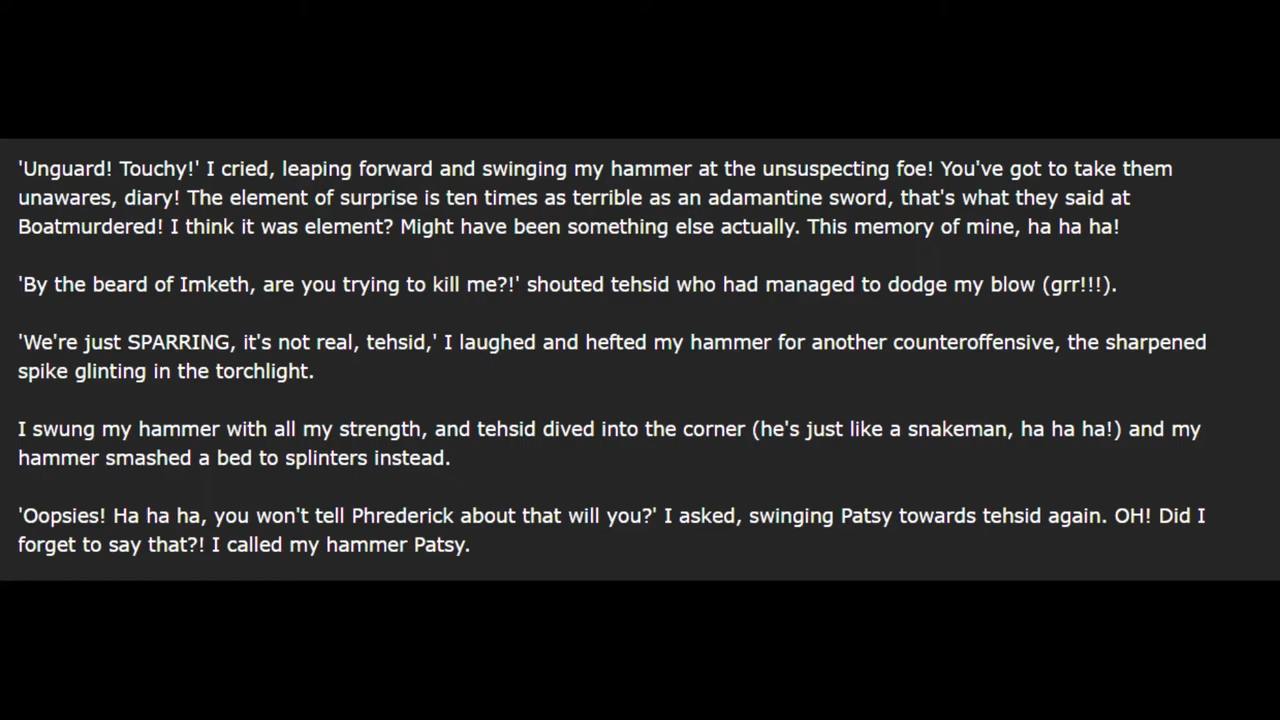 'Unguard! Touchy!' I cried, leaping forward and swinging my hammer at the unsuspecting foe! You've got to take them
unawares, diary! The element of surprise is ten times as terrible as an adamantine sword, that's what they said at
Boatmurdered! I think it was element? Might have been something else actually. This memory of mine, ha ha ha!
'By the beard of Imketh, are you trying to kill me?!' shouted tehsid who had managed to dodge my blow (grr!!!).
'We're just SPARRING, it's not real, tehsid,' I laughed and hefted my hammer for another counteroffensive, the sharpened
spike glinting in the torchlight.
I swung my hammer with all my strength, and tehsid dived into the corner (he's just like a snakeman, ha ha ha!) and my
hammer smashed a bed to splinters instead.
'Oopsies! Ha ha ha, you won't tell Phrederick about that will you?' I asked, swinging Patsy towards tehsid again. OH! Did I
forget to say that?! I called my hammer Patsy.